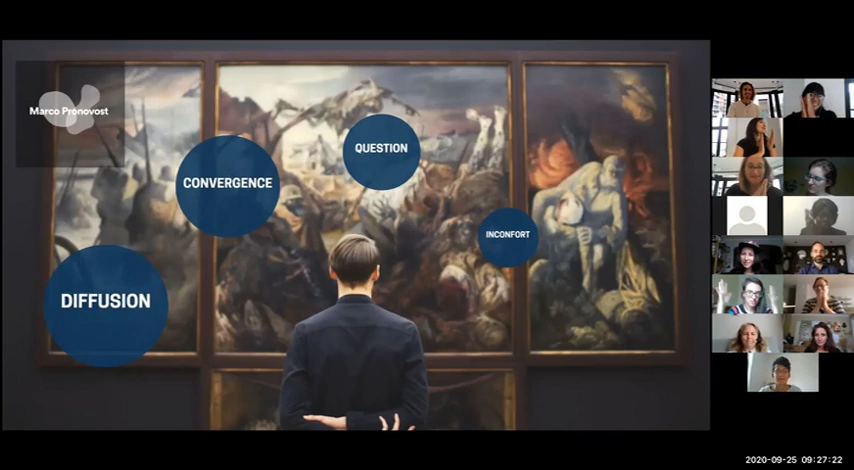 Marco Pronovost
QUESTION
CONVERGENCE
INCONFORT
DIFFUSION
2020-09-25 09:27:22